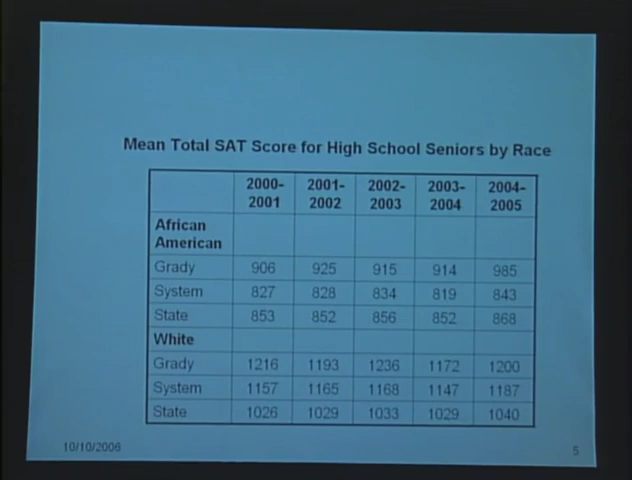 Mean Total SAT Score for High School Seniors by Race
2000-2001 2001-2002 2002-2003 2003-2004 2004-2005
African American
Grady 906 925 915 914 985
System 827 828 834 819 843
State 853 852 856 852 868
White
Grady 1216 1193 1236 1172 1200
System 1157 1165 1168 1147 1187
State 1026 1029 1033 1029 1040
10/10/2006 5